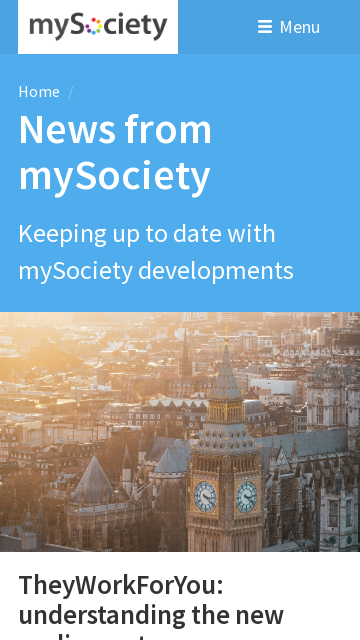 mySociety
Menu
Home /
News from
mySociety
Keeping up to date with
mySociety developments
TheyWorkForYou:
understanding the new